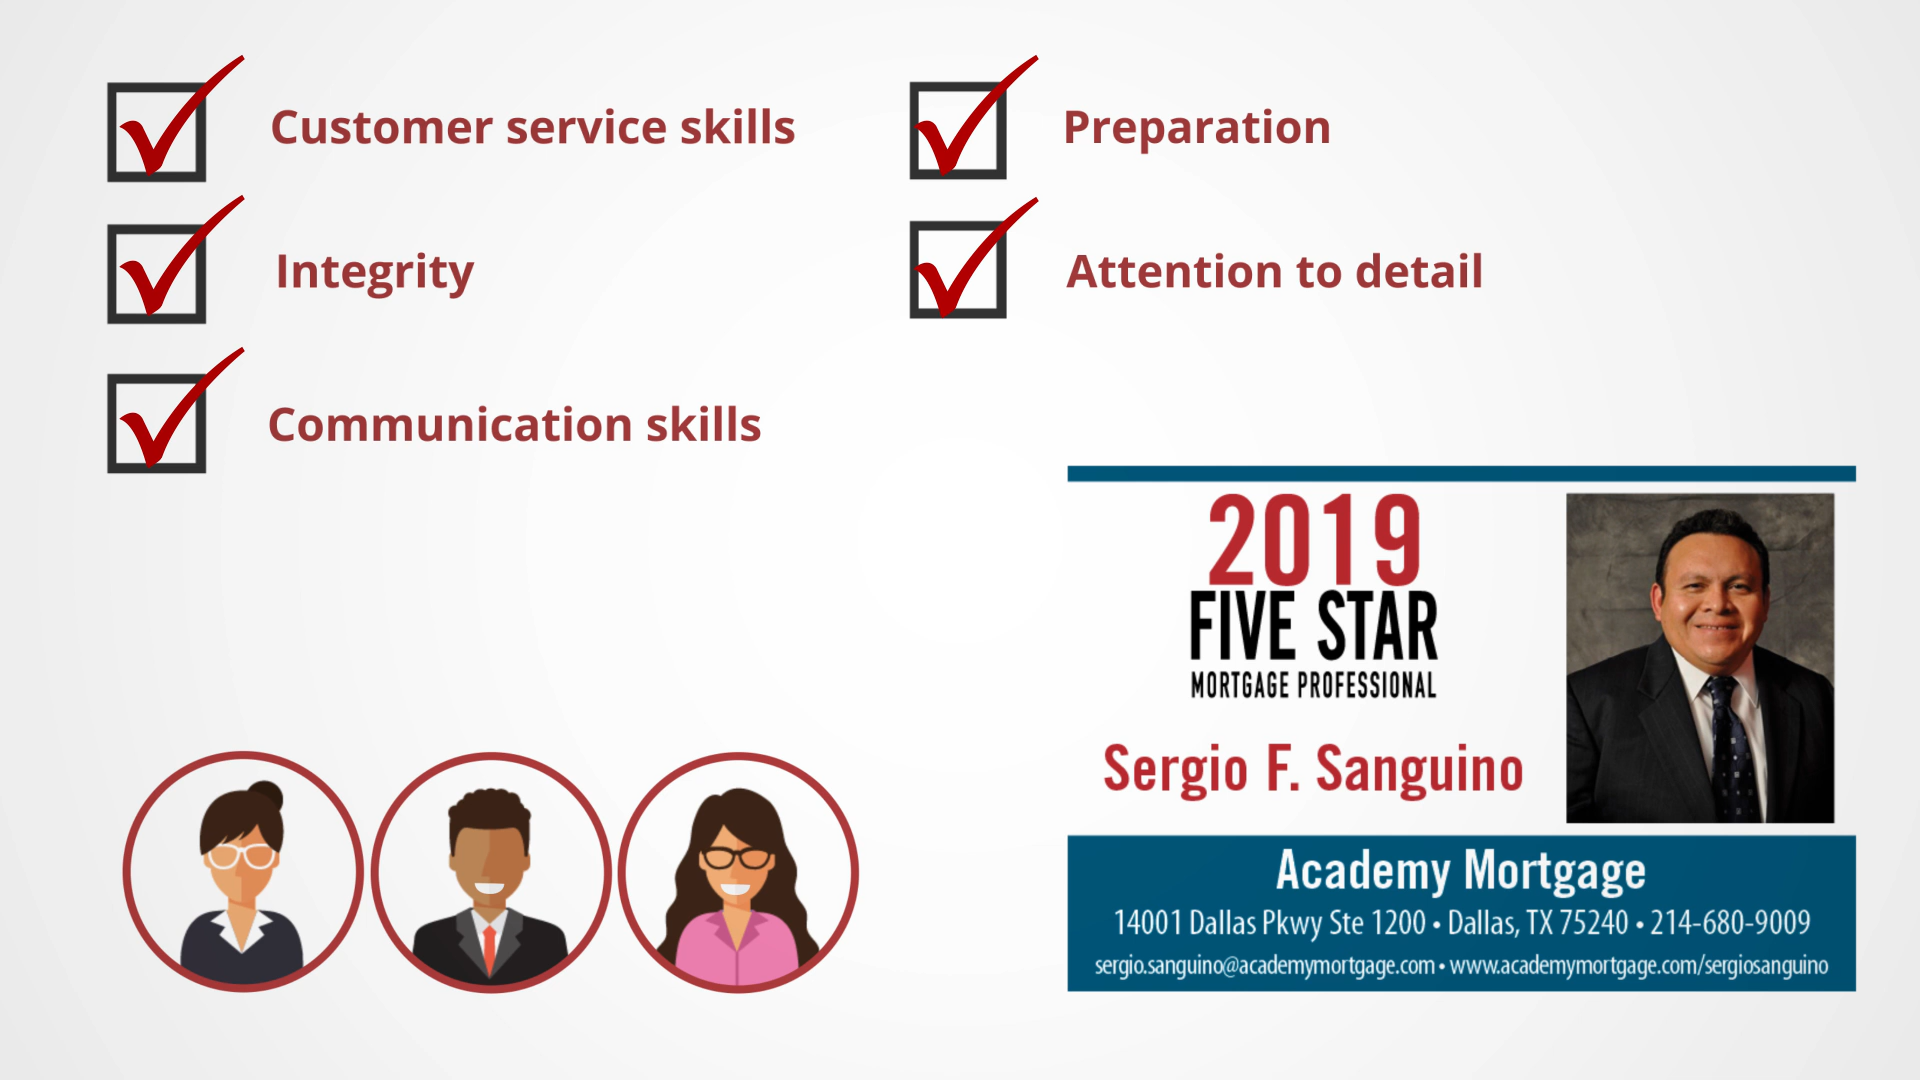 Customer service skills
Integrity
Communication skills
Preparation
Attention to detail
2019
FIVE STAR
MORTGAGE PROFESSIONAL
Sergio F. Sanguino
Academy Mortgage
14001 Dallas Pkwy Ste 1200 • Dallas, TX 75240 • 214-680-9009
sergio.sanguino@academymortgage.com • www.academymortgage.com/sergiosanguino